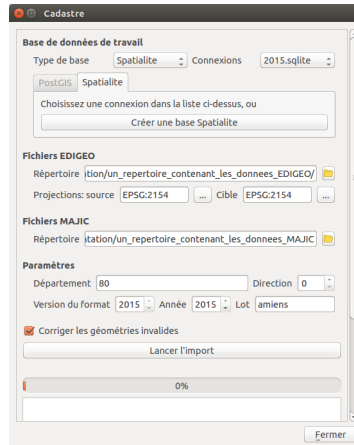 Cadastre
Base de données de travail
Type de base Spatialite Connexions 2015.sqlite
PostGIS Spatialite
Choisissez une connexion dans la liste ci-dessus, ou
Créer une base Spatialite
Fichiers EDIGEO
Répertoire ation/un_repertoire_contenant_les_donnees_EDIGEO/
Projections: source EPSG:2154 ... Cible EPSG:2154 ...
Fichiers MAJIC
Répertoire itation/un_repertoire_contenant_les_donnees_MAJIC
Paramètres
Département 80 Direction 0
Version du format 2015 Année 2015 Lot amiens
Corriger les géométries invalides
Lancer l'import
0%
Fermer